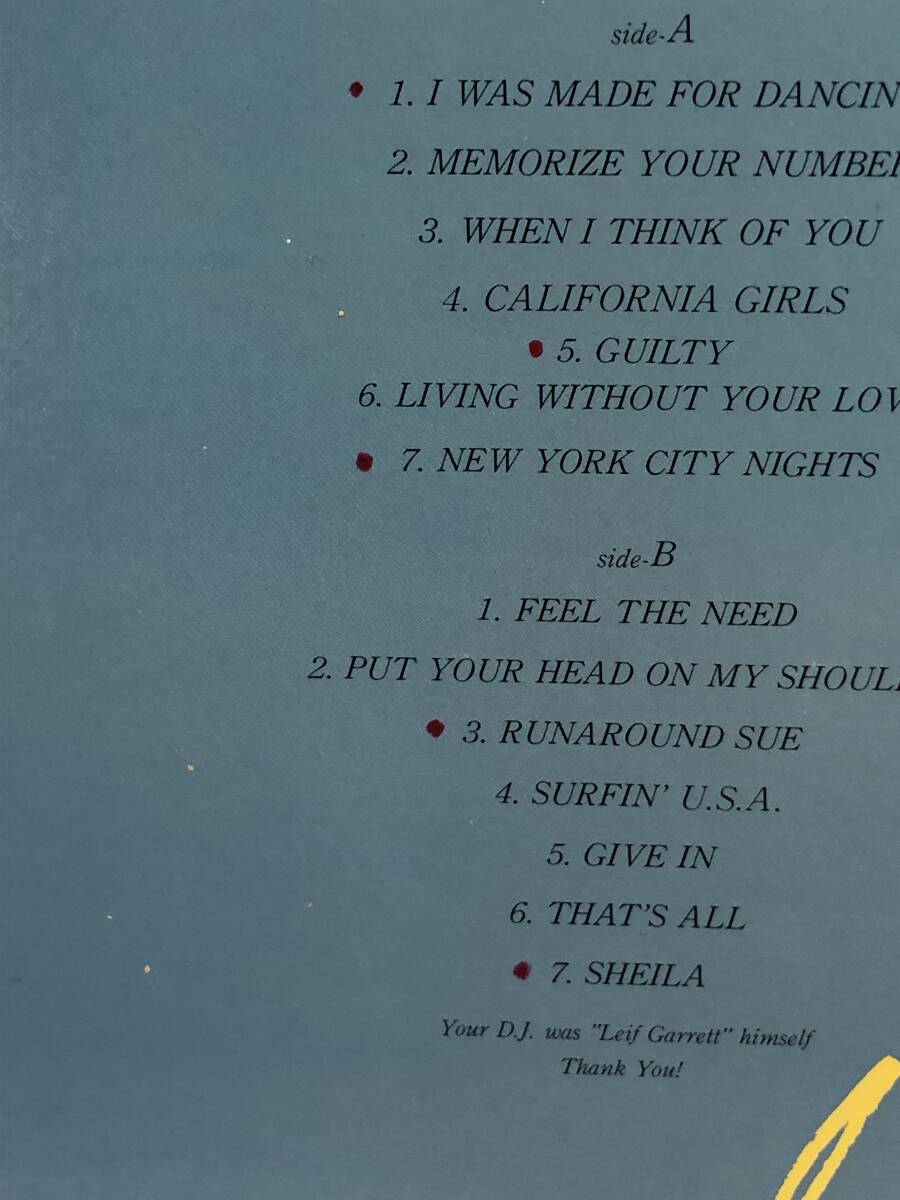 side-A
1. I WAS MADE FOR DANCIN
2. MEMORIZE YOUR NUMBER
3. WHEN I THINK OF YOU
4. CALIFORNIA GIRLS
5. GUILTY
6. LIVING WITHOUT YOUR LOV
7. NEW YORK CITY NIGHTS
side-B
1. FEEL THE NEED
2. PUT YOUR HEAD ON MY SHOUL
3. RUNAROUND SUE
4. SURFIN' U.S.A.
5. GIVE IN
6. THAT'S ALL
7. SHEILA
Your D.J. was "Leif Garrett" himself
Thank You!